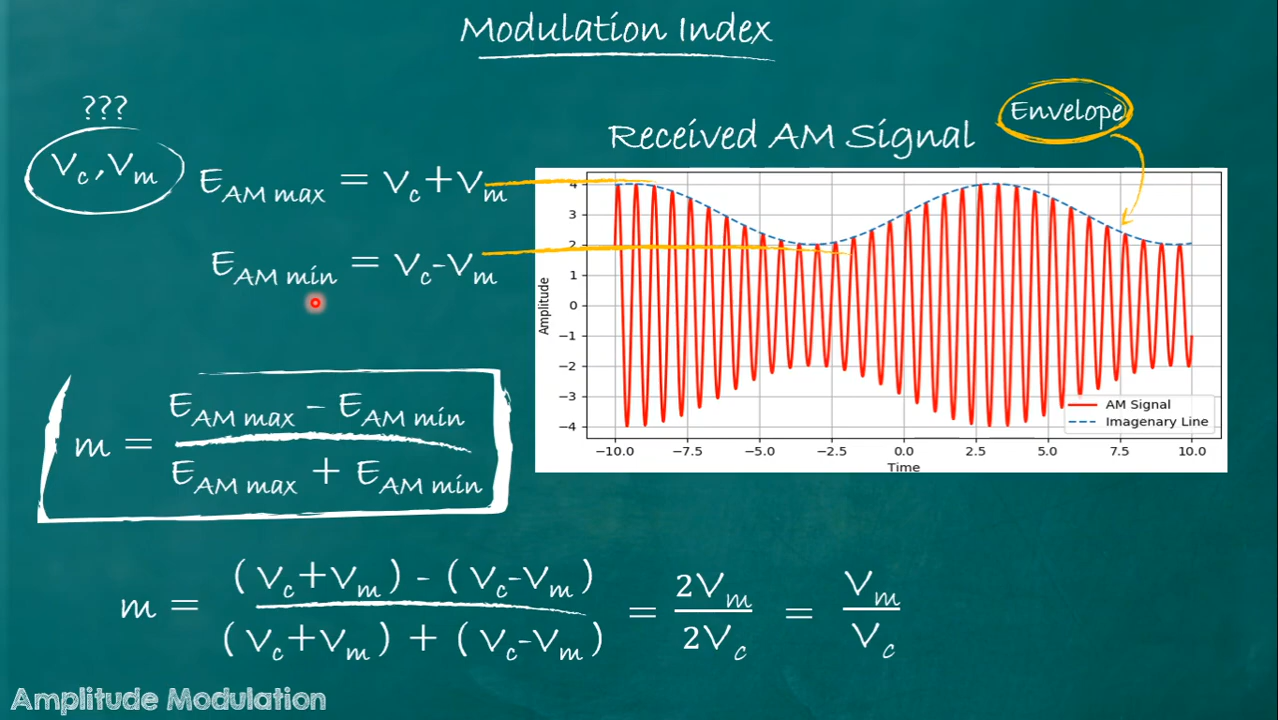 Modulation Index
???
Vc, Vm
EAM max = Vc+Vm
EAM min = Vc-Vm
Received AM Signal
Envelope
4
3
2
1
0
−1
−2
−3
−4
Amplitude
−10.0 −7.5 −5.0 −2.5 0.0 2.5 5.0 7.5 10.0
Time
AM Signal
Imagenary Line
m = (EAM max - EAM min) / (EAM max + EAM min)
m = ((Vc+Vm) - (Vc-Vm)) / ((Vc+Vm) + (Vc-Vm)) = 2Vm / 2Vc = Vm / Vc
Amplitude Modulation